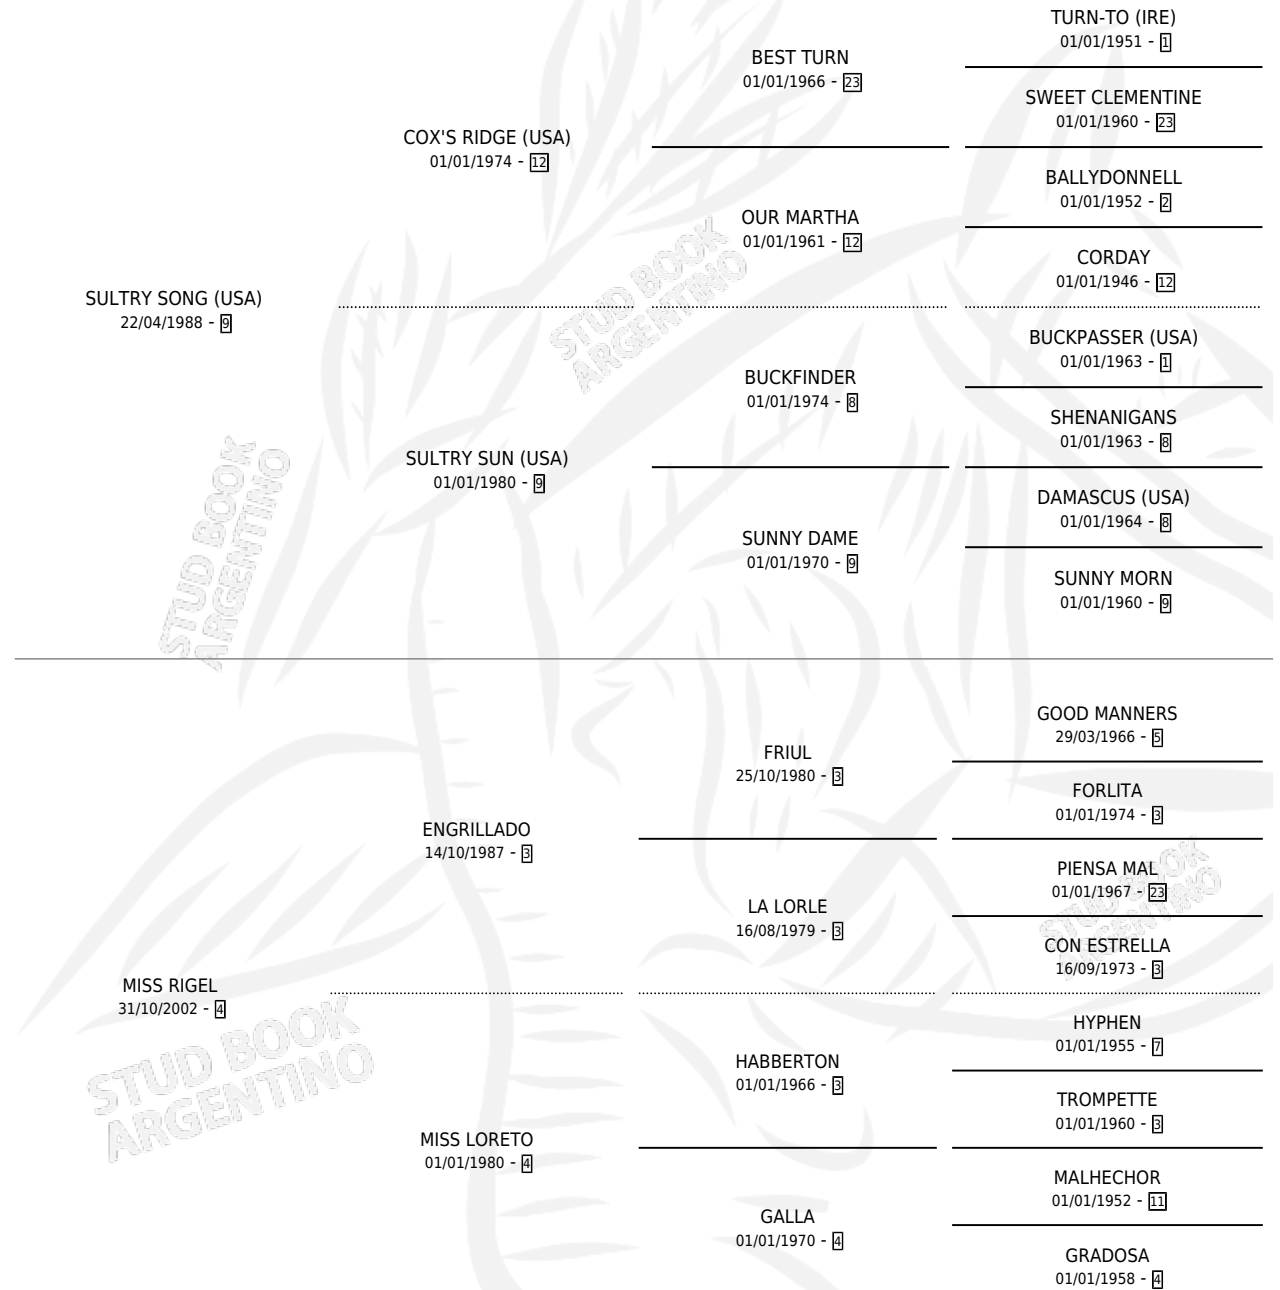 TURN-TO (IRE)
01/01/1951 - 1
BEST TURN
01/01/1966 - 23
SWEET CLEMENTINE
01/01/1960 - 23
COX'S RIDGE (USA)
01/01/1974 - 12
BALLYDONNELL
01/01/1952 - 2
OUR MARTHA
01/01/1961 - 12
CORDAY
01/01/1946 - 12
SULTRY SONG (USA)
22/04/1988 - 9
STUD BOOK
ARGENTINO
BUCKPASSER (USA)
01/01/1963 - 1
BUCKFINDER
01/01/1974 - 8
SHENANIGANS
01/01/1963 - 8
SULTRY SUN (USA)
01/01/1980 - 9
DAMASCUS (USA)
01/01/1964 - 8
SUNNY DAME
01/01/1970 - 9
SUNNY MORN
01/01/1960 - 9
STUD BOOK
ARGENTINO
GOOD MANNERS
29/03/1966 - 5
FRIUL
25/10/1980 - 3
FORLITA
01/01/1974 - 3
ENGRILLADO
14/10/1987 - 3
PIENSA MAL
01/01/1967 - 23
LA LORLE
16/08/1979 - 3
CON ESTRELLA
16/09/1973 - 3
STUD BOOK
ARGENTINO
MISS RIGEL
31/10/2002 - 4
HYPHEN
01/01/1955 - 7
HABBERTON
01/01/1966 - 3
TROMPETTE
01/01/1960 - 3
STUD BOOK
ARGENTINO
MISS LORETO
01/01/1980 - 4
MALHECHOR
01/01/1952 - 11
GALLA
01/01/1970 - 4
GRADOSA
01/01/1958 - 4